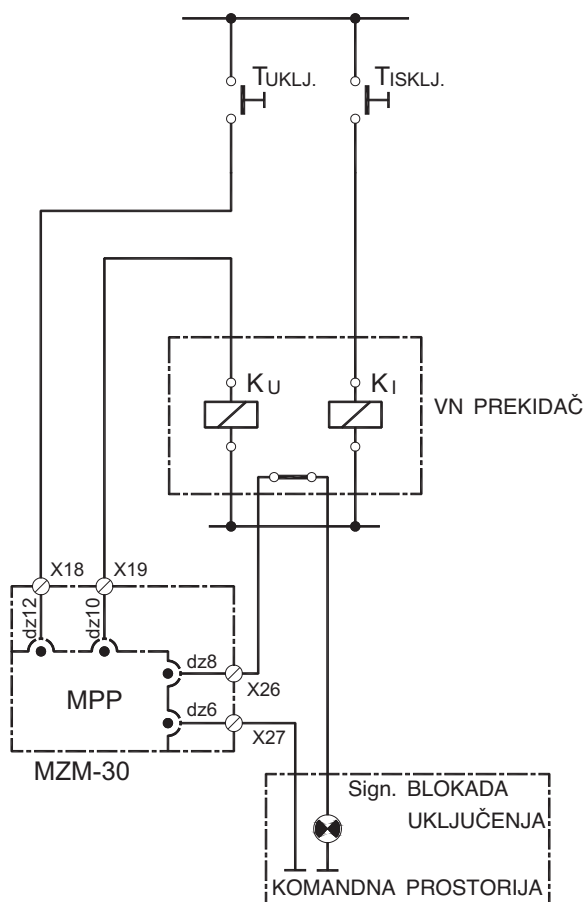 TUKLJ.
TISKLJ.
KU
KI
VN PREKIDAČ
X18
X19
dz12
dz10
dz8
X26
MPP
dz6
X27
MZM-30
Sign. BLOKADA
UKLJUČENJA
KOMANDNA PROSTORIJA